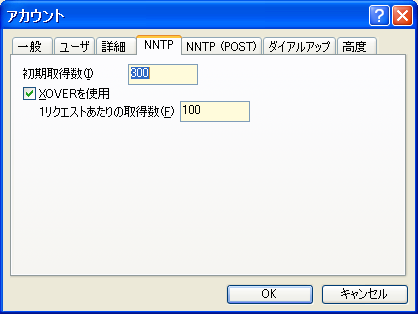 アカウント
一般 ユーザ 詳細 NNTP NNTP (POST) ダイアルアップ 高度
初期取得数(I) 300
XOVERを使用
1リクエストあたりの取得数(F) 100
OK キャンセル